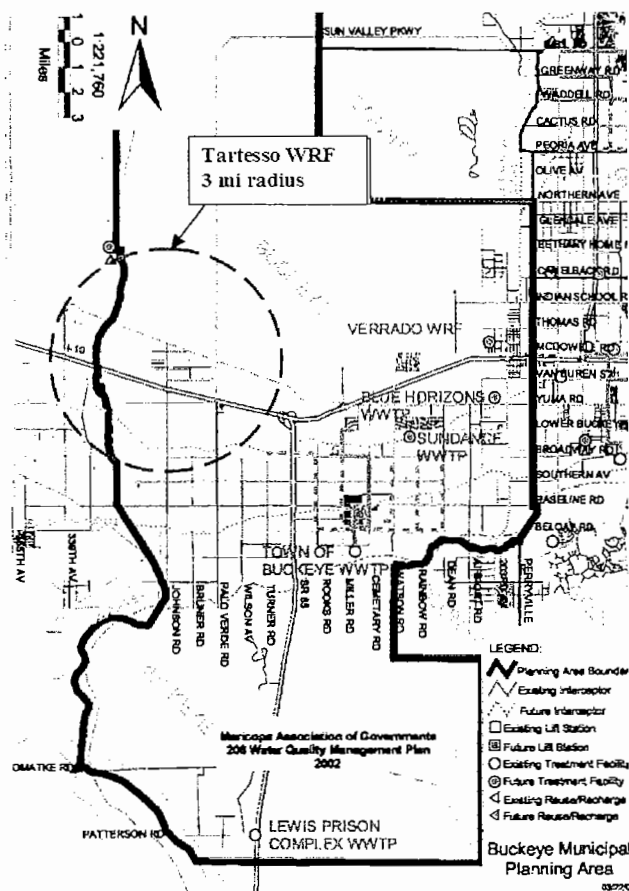 SUN VALLEY PKWY
1 0 1 2 3
1:221,760
Miles
N
GREENWAY RD
WADDELL RD
CACTUS RD
PEORIA AVE
OLIVE AV
NORTHERN AVE
GLENDALE AVE
BETHANY HOME
CAMELBACK RD
INDIAN SCHOOL R
THOMAS RD
MCDOWELL RD
VAN BUREN ST
YUMA RD
LOWER BUCKEYE
BROADWAY RD
SOUTHERN AV
BASELINE RD
BELOAT RD
Tartesso WRF
3 mi radius
VERRADO WRF
BLUE HORIZONS
WWTP
SUNDANCE
WWTP
TOWN OF
BUCKEYE WWTP
339TH AV
JOHNSON RD
BRUNER RD
PALO VERDE RD
WILSON AV
TURNER RD
SR 85
ROOKS RD
MILLER RD
CEMETARY RD
WATSON RD
RAINBOW RD
DEAN RD
PERRYVILLE
Maricopa Association of Governments
208 Water Quality Management Plan
2002
OMATKE RD
PATTERSON RD
LEWIS PRISON
COMPLEX WWTP
LEGEND:
Planning Area Boundar
Existing Interceptor
Future Interceptor
Existing Lift Station
Future Lift Station
Existing Treatment Facility
Future Treatment Facility
Existing Reuse/Recharge
Future Reuse/Recharge
Buckeye Municipal
Planning Area